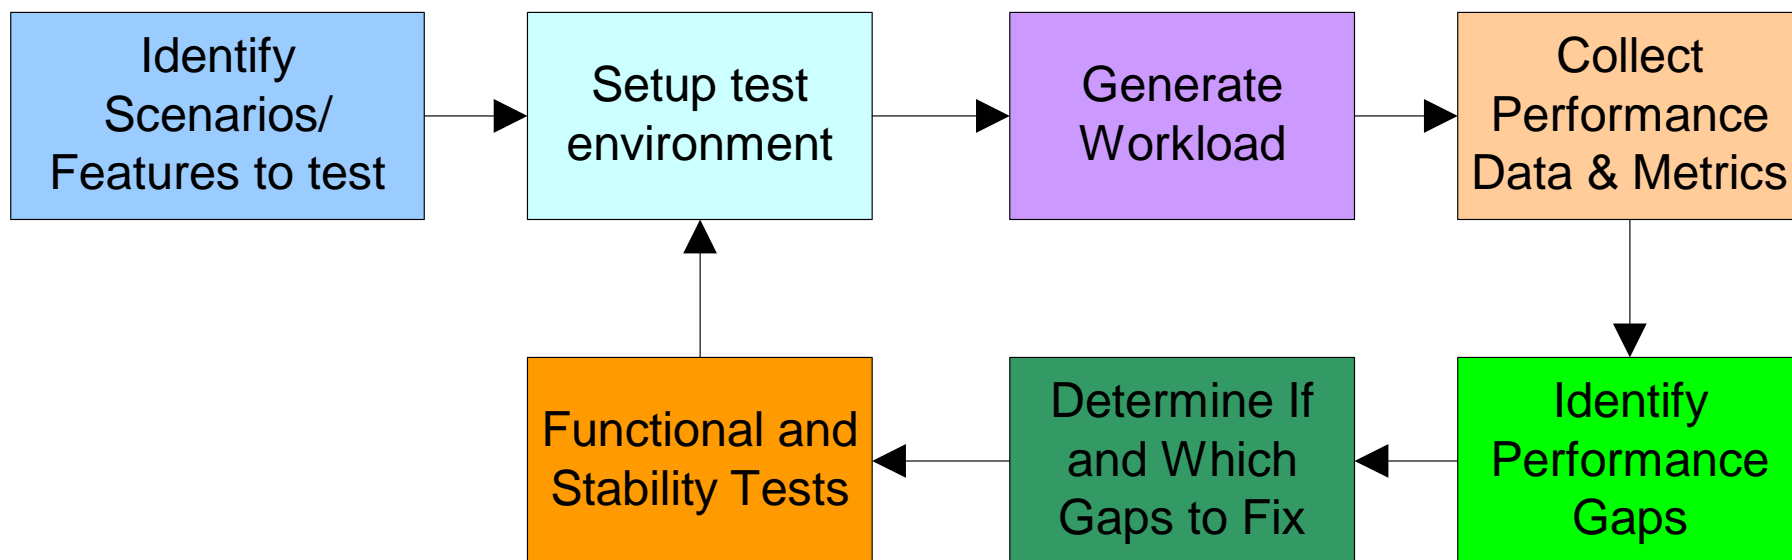 Identify
Scenarios/
Features to test
Setup test
environment
Generate
Workload
Collect
Performance
Data & Metrics
Functional and
Stability Tests
Determine If
and Which
Gaps to Fix
Identify
Performance
Gaps